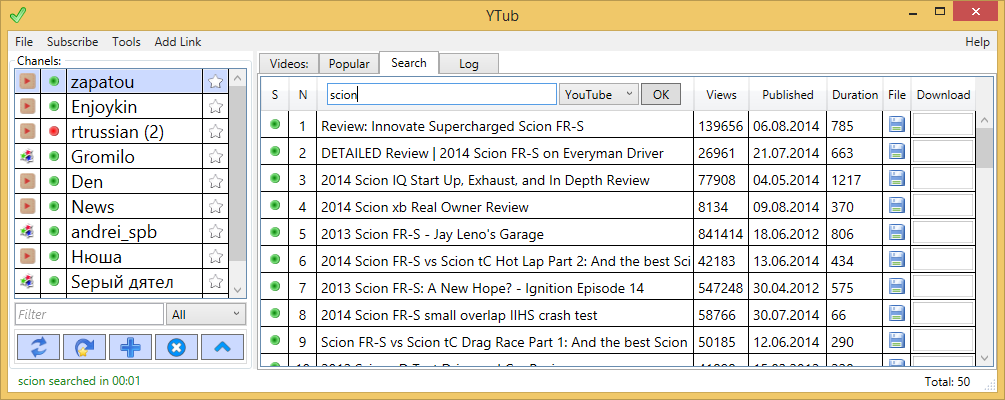 YTub
File Subscribe Tools Add Link Help
Chanels:
zapatou
Enjoykin
rtrussian (2)
Gromilo
Den
News
andrei_spb
Нюша
Sерый дятел
Filter All
Videos: Popular Search Log
S N scion YouTube OK Views Published Duration File Download
1 Review: Innovate Supercharged Scion FR-S 139656 06.08.2014 785
2 DETAILED Review | 2014 Scion FR-S on Everyman Driver 26961 21.07.2014 663
3 2014 Scion IQ Start Up, Exhaust, and In Depth Review 77908 04.05.2014 1217
4 2014 Scion xb Real Owner Review 8134 09.08.2014 370
5 2013 Scion FR-S - Jay Leno's Garage 841414 18.06.2012 806
6 2014 Scion FR-S vs Scion tC Hot Lap Part 2: And the best Sci 42183 13.06.2014 434
7 2013 Scion FR-S: A New Hope? - Ignition Episode 14 547248 30.04.2012 575
8 2014 Scion FR-S small overlap IIHS crash test 58766 30.07.2014 66
9 Scion FR-S vs Scion tC Drag Race Part 1: And the best Scion 50185 12.06.2014 290
scion searched in 00:01 Total: 50